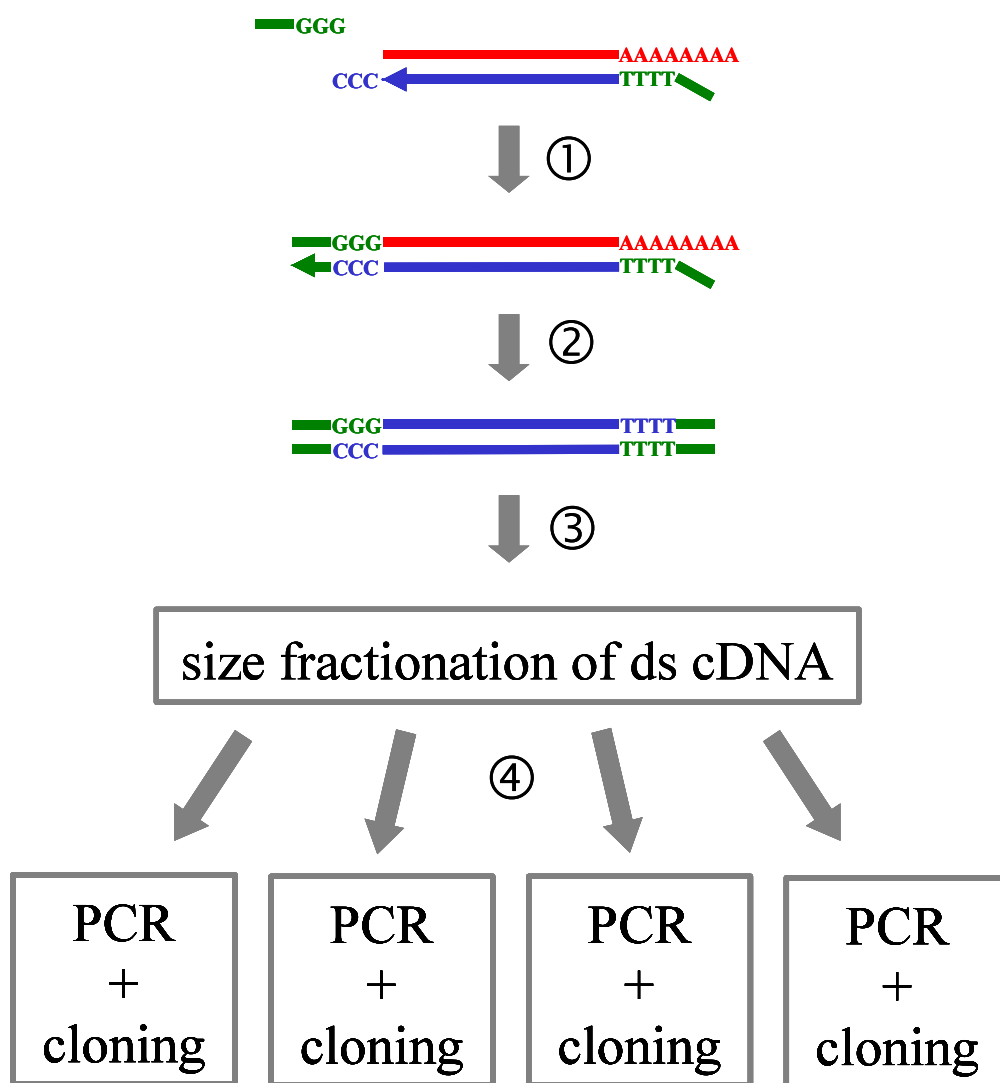 GGG
AAAAAAAA
CCC TTTT
①
GGG AAAAAAAA
CCC TTTT
②
GGG TTTT
CCC TTTT
③
size fractionation of ds cDNA
④
PCR PCR PCR PCR
+ + + +
cloning cloning cloning cloning